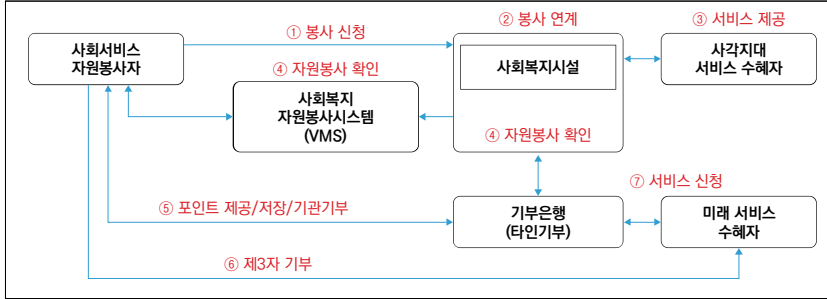 ① 봉사 신청
② 봉사 연계
③ 서비스 제공
사회서비스
자원봉사자
④ 자원봉사 확인
사회복지시설
사각지대
서비스 수혜자
사회복지
자원봉사시스템
(VMS)
④ 자원봉사 확인
⑦ 서비스 신청
⑤ 포인트 제공/저장/기관기부
기부은행
(타인기부)
미래 서비스
수혜자
⑥ 제3자 기부